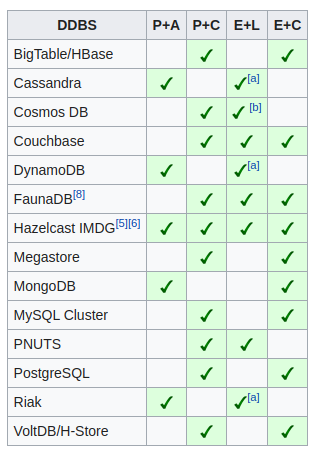 DDBS P+A P+C E+L E+C
BigTable/HBase ✓ ✓
Cassandra ✓ ✓[a]
Cosmos DB ✓ ✓[b]
Couchbase ✓ ✓ ✓
DynamoDB ✓ ✓[a]
FaunaDB[8] ✓ ✓ ✓
Hazelcast IMDG[5][6] ✓ ✓ ✓ ✓
Megastore ✓ ✓
MongoDB ✓ ✓
MySQL Cluster ✓ ✓
PNUTS ✓ ✓
PostgreSQL ✓ ✓
Riak ✓ ✓[a]
VoltDB/H-Store ✓ ✓